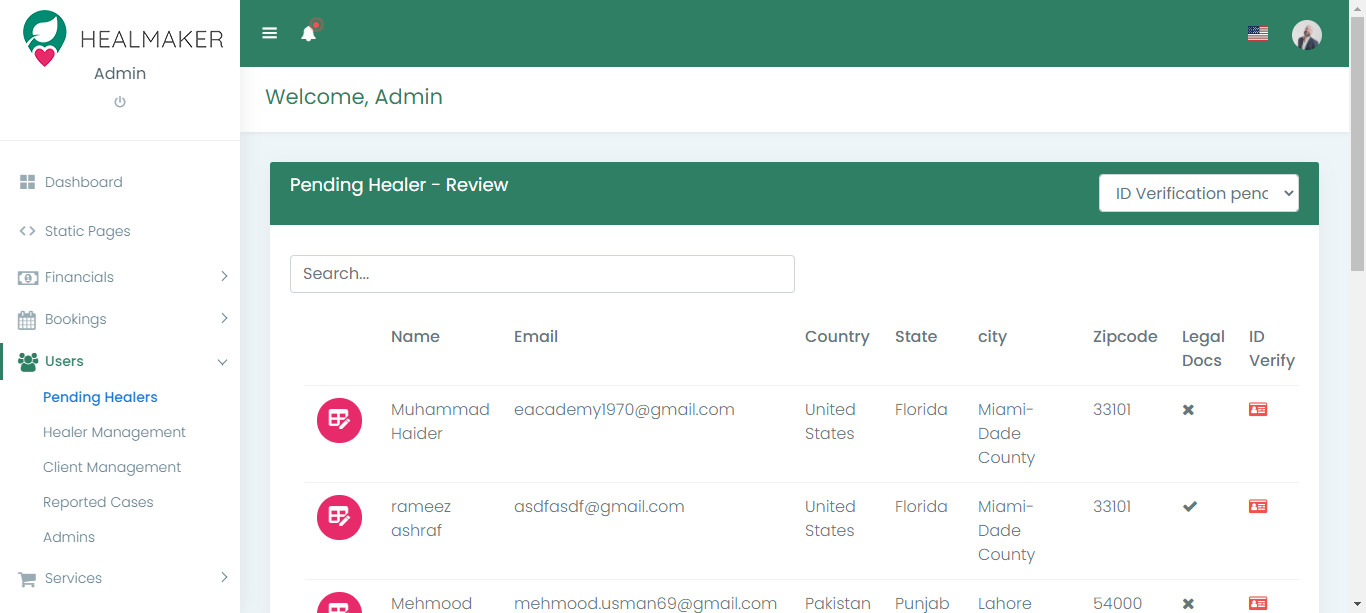 HEALMAKER
Admin
Welcome, Admin
Dashboard
Static Pages
Financials
Bookings
Users
Pending Healers
Healer Management
Client Management
Reported Cases
Admins
Services
Pending Healer - Review
ID Verification penc
Search...
Name Email Country State city Zipcode Legal Docs ID Verify
Muhammad Haider eacademy1970@gmail.com United States Florida Miami-Dade County 33101
rameez ashraf asdfasdf@gmail.com United States Florida Miami-Dade County 33101
Mehmood mehmood.usman69@gmail.com Pakistan Punjab Lahore 54000